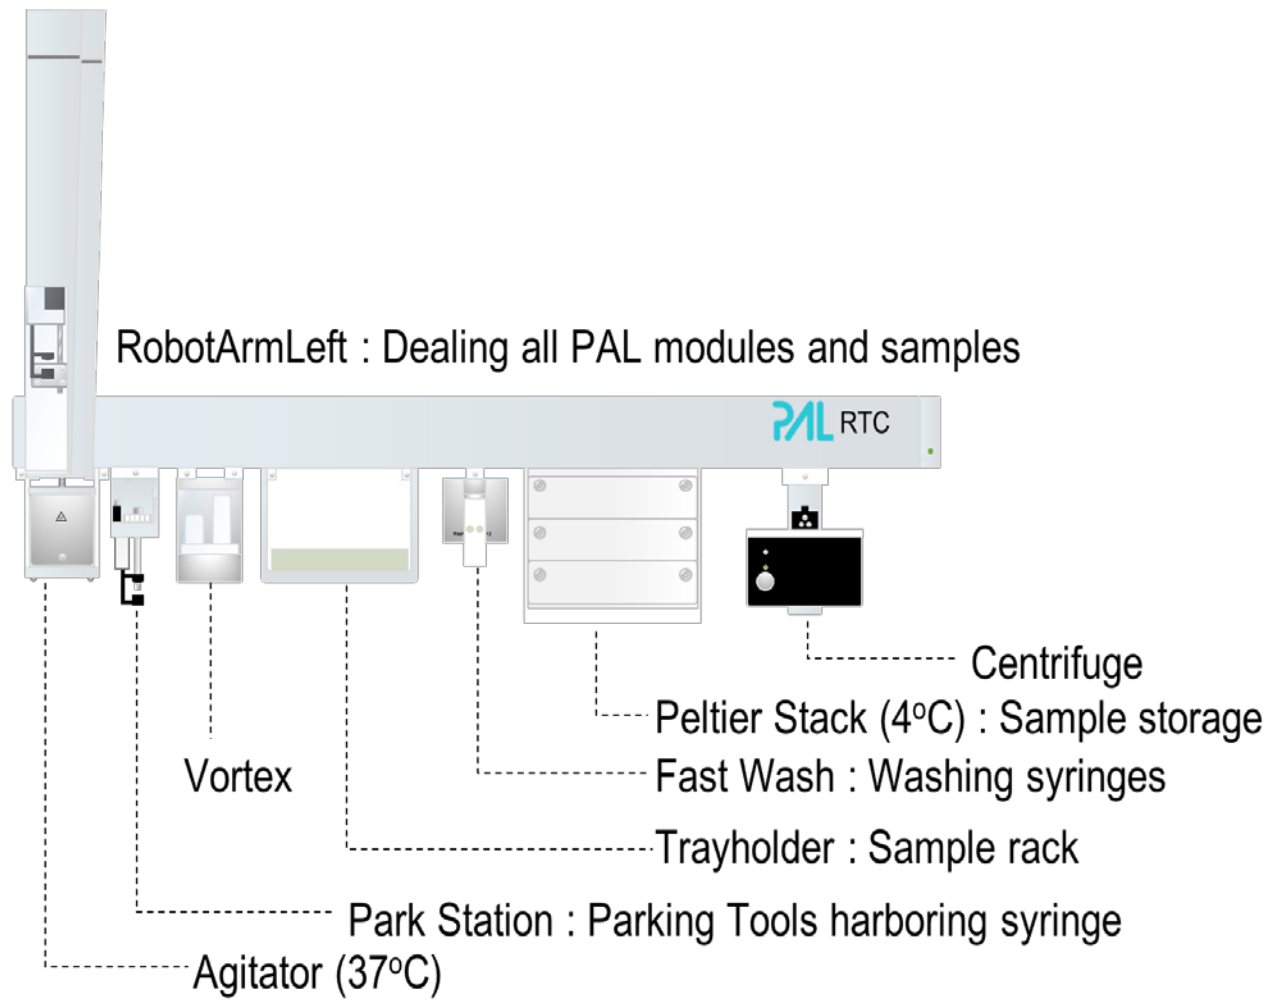 RobotArmLeft : Dealing all PAL modules and samples
PAL RTC
Centrifuge
Peltier Stack (4°C) : Sample storage
Vortex
Fast Wash : Washing syringes
Trayholder : Sample rack
Park Station : Parking Tools harboring syringe
Agitator (37°C)